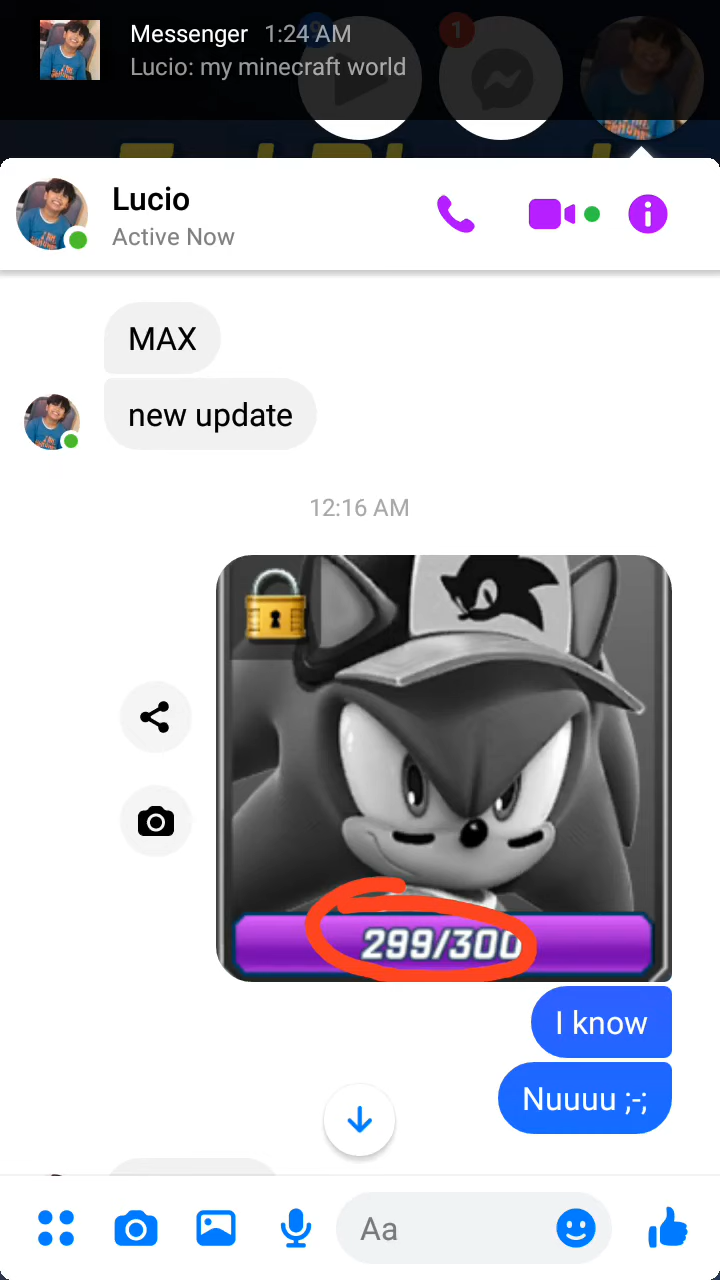 Messenger 1:24 AM
Lucio: my minecraft world
1
Lucio
Active Now
MAX
new update
12:16 AM
299/300
I know
Nuuuu ;-;
Aa